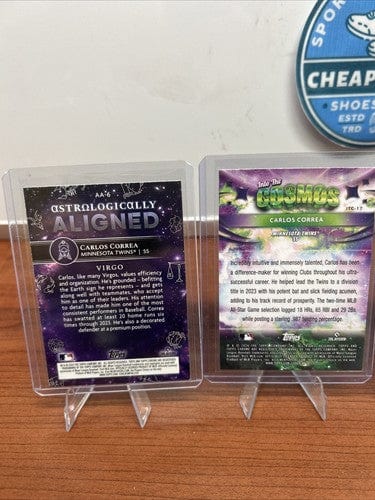 SPOR
CHEAP
SHOES
ESTD
TRD
AA-6
ASTROLOGICALLY
ALIGNED
CARLOS CORREA
MINNESOTA TWINS® | SS
VIRGO
Carlos, like many Virgos, values efficiency
and organization. He's grounded – befitting
the Earth sign he represents – and gets
along well with teammates, who accept
him as one of their leaders. His attention
to detail has made him one of the most
consistent performers in Baseball. Correa
has swatted at least 20 home runs six
times through 2023. He's also a decorated
defender at a premium position.
Topps
Into The
COSMOS
CARLOS CORREA
ITC-17
MINNESOTA TWINS™
SS
Incredibly intuitive and immensely talented, Carlos has been
a difference-maker for winning Clubs throughout his ultra-
successful career. He helped lead the Twins to a division
title in 2023 with his potent bat and slick fielding acumen,
adding to his track record of prosperity. The two-time MLB
All-Star Game selection logged 18 HRs, 65 RBI and 29 2Bs
while posting a starry .987 fielding percentage.
Topps